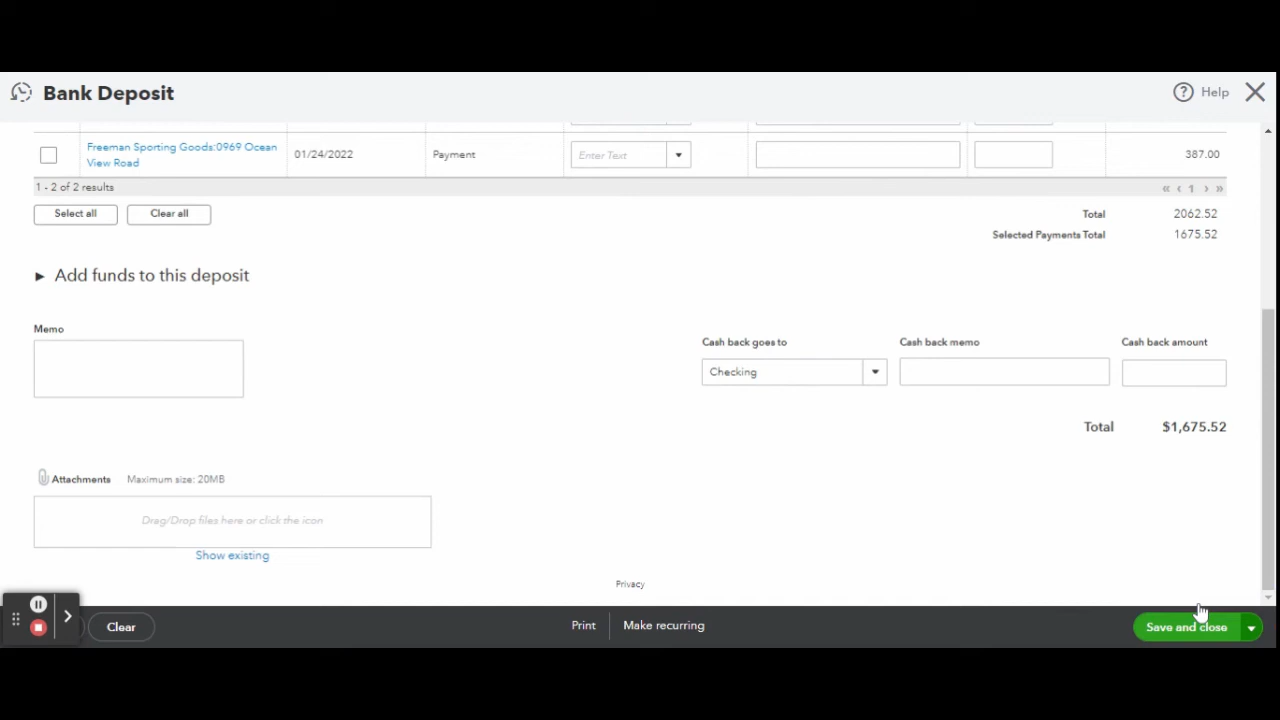 Bank Deposit
? Help
Freeman Sporting Goods:0969 Ocean
View Road
01/24/2022
Payment
Enter Text
387.00
1 - 2 of 2 results
« ‹ 1 › »
Select all
Clear all
Total 2062.52
Selected Payments Total 1675.52
► Add funds to this deposit
Memo
Cash back goes to
Cash back memo
Cash back amount
Checking
Total $1,675.52
Attachments Maximum size: 20MB
Drag/Drop files here or click the icon
Show existing
Privacy
Clear
Print
Make recurring
Save and close